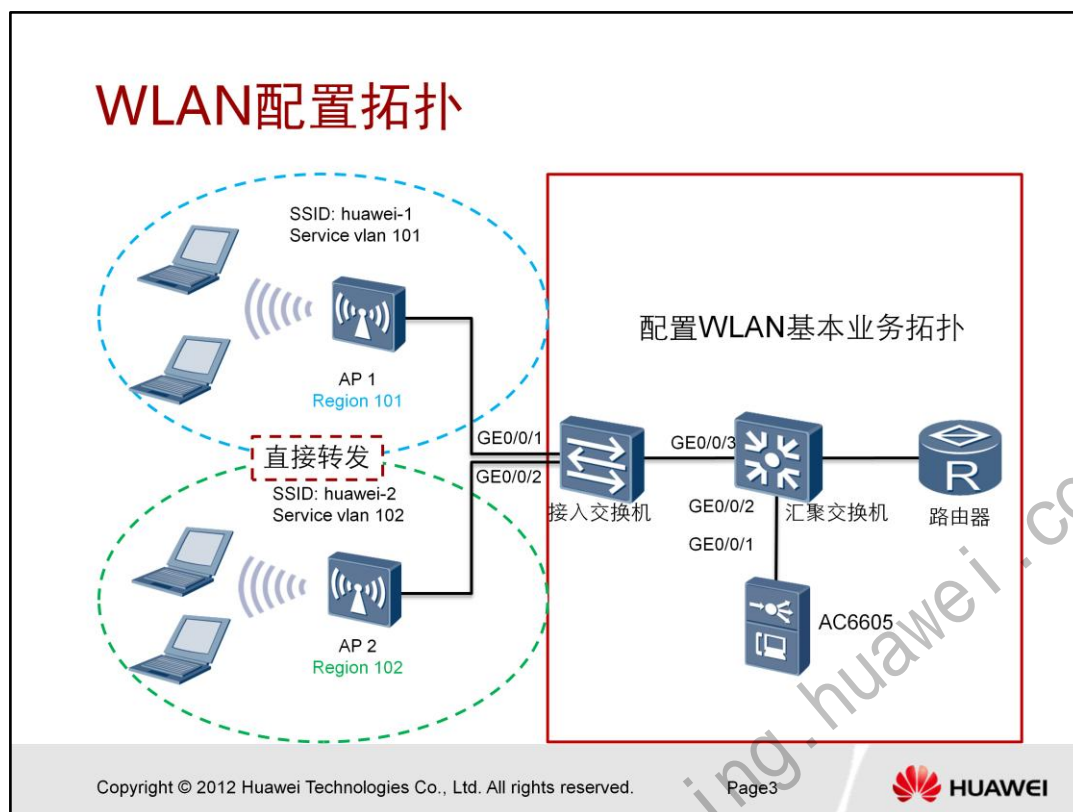 WLAN配置拓扑
SSID: huawei-1
Service vlan 101
AP 1
Region 101
直接转发
SSID: huawei-2
Service vlan 102
AP 2
Region 102
配置WLAN基本业务拓扑
GE0/0/1
GE0/0/2
接入交换机
GE0/0/3
GE0/0/2
GE0/0/1
汇聚交换机
路由器
R
AC6605
ing.huawei.co
Copyright © 2012 Huawei Technologies Co., Ltd. All rights reserved.
Page3
HUAWEI